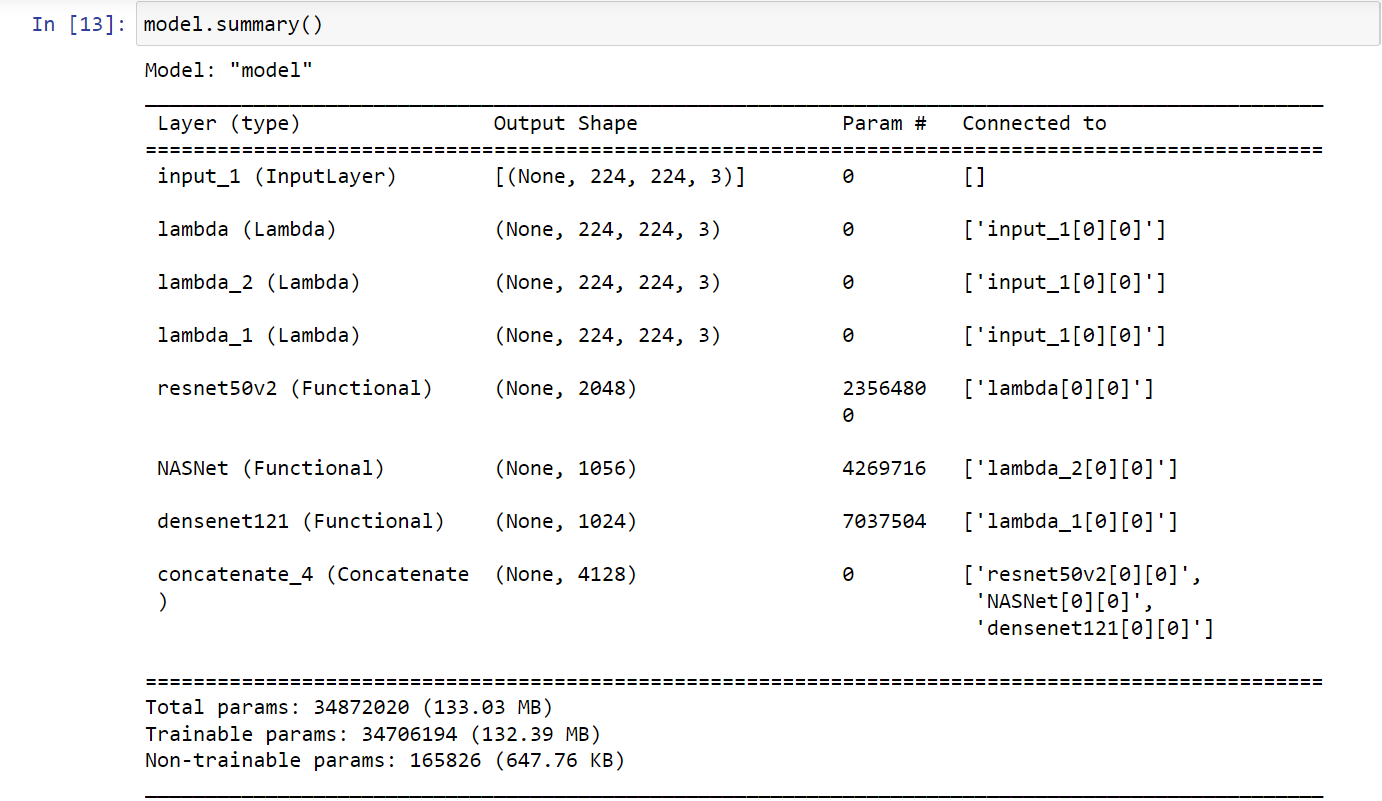 In [13]: model.summary()
Model: "model"
Layer (type) Output Shape Param # Connected to
input_1 (InputLayer) [(None, 224, 224, 3)] 0 []
lambda (Lambda) (None, 224, 224, 3) 0 ['input_1[0][0]']
lambda_2 (Lambda) (None, 224, 224, 3) 0 ['input_1[0][0]']
lambda_1 (Lambda) (None, 224, 224, 3) 0 ['input_1[0][0]']
resnet50v2 (Functional) (None, 2048) 2356480 ['lambda[0][0]']
0
NASNet (Functional) (None, 1056) 4269716 ['lambda_2[0][0]']
densenet121 (Functional) (None, 1024) 7037504 ['lambda_1[0][0]']
concatenate_4 (Concatenate (None, 4128) 0 ['resnet50v2[0][0]',
) 'NASNet[0][0]',
'densenet121[0][0]']
Total params: 34872020 (133.03 MB)
Trainable params: 34706194 (132.39 MB)
Non-trainable params: 165826 (647.76 KB)